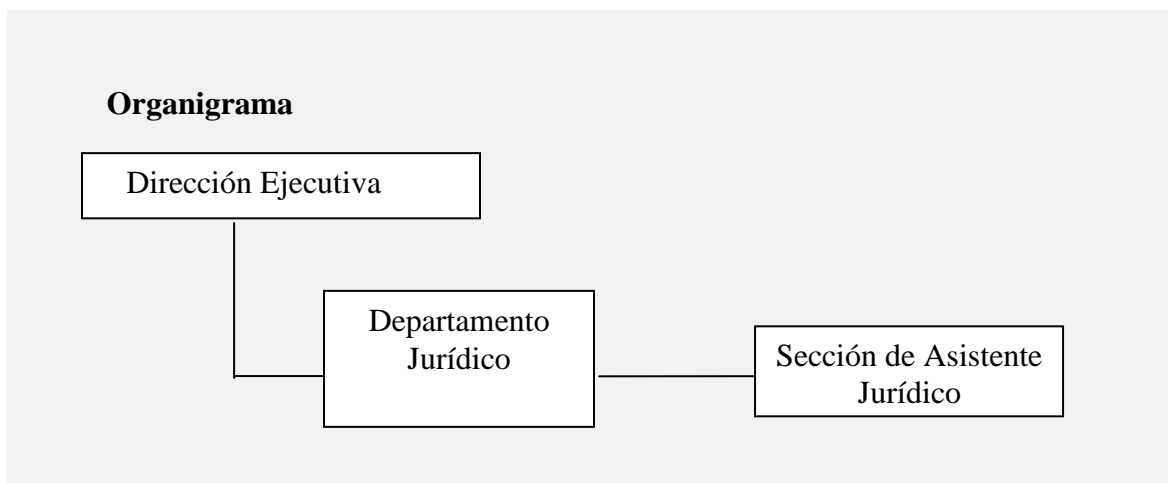 Organigrama
Dirección Ejecutiva
Departamento
Jurídico
Sección de Asistente
Jurídico